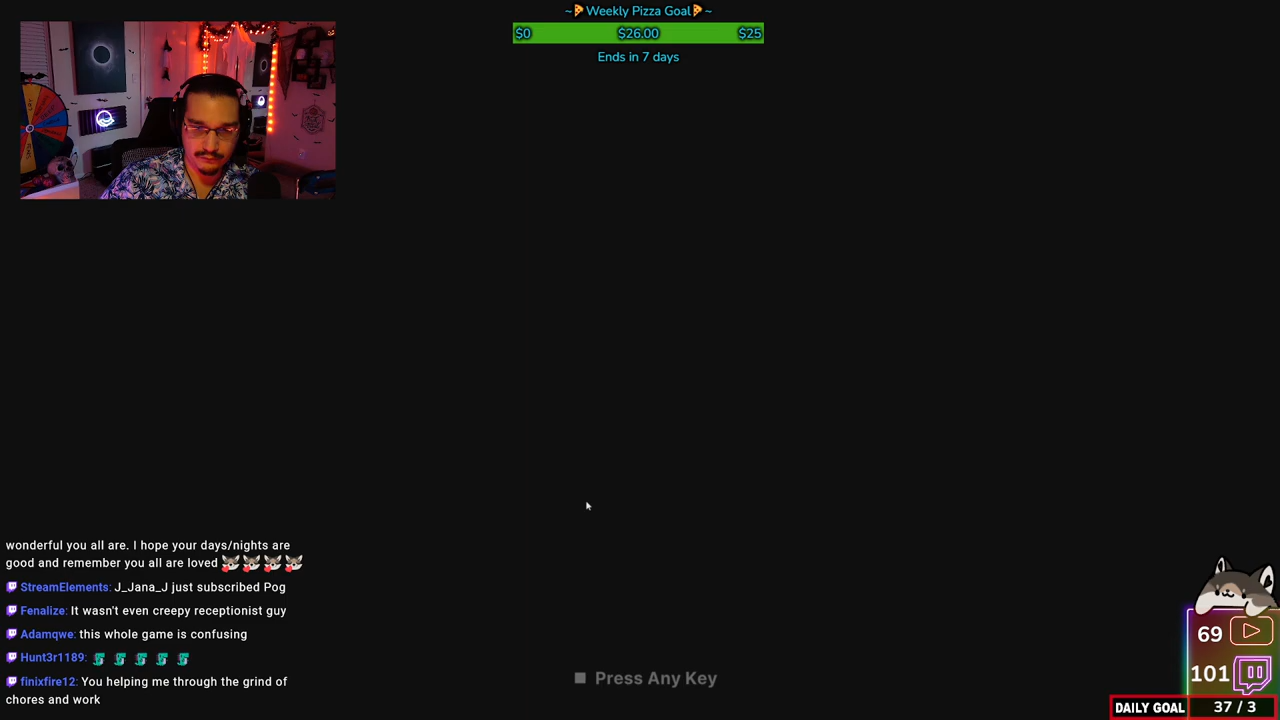 ~🍕Weekly Pizza Goal🍕~
$0 $26.00 $25
Ends in 7 days
wonderful you all are. I hope your days/nights are
good and remember you all are loved
StreamElements: J_Jana_J just subscribed Pog
Fenalize: It wasn't even creepy receptionist guy
Adamqwe: this whole game is confusing
Hunt3r1189:
finixfire12: You helping me through the grind of
chores and work
Press Any Key
69
101
DAILY GOAL 37 / 3